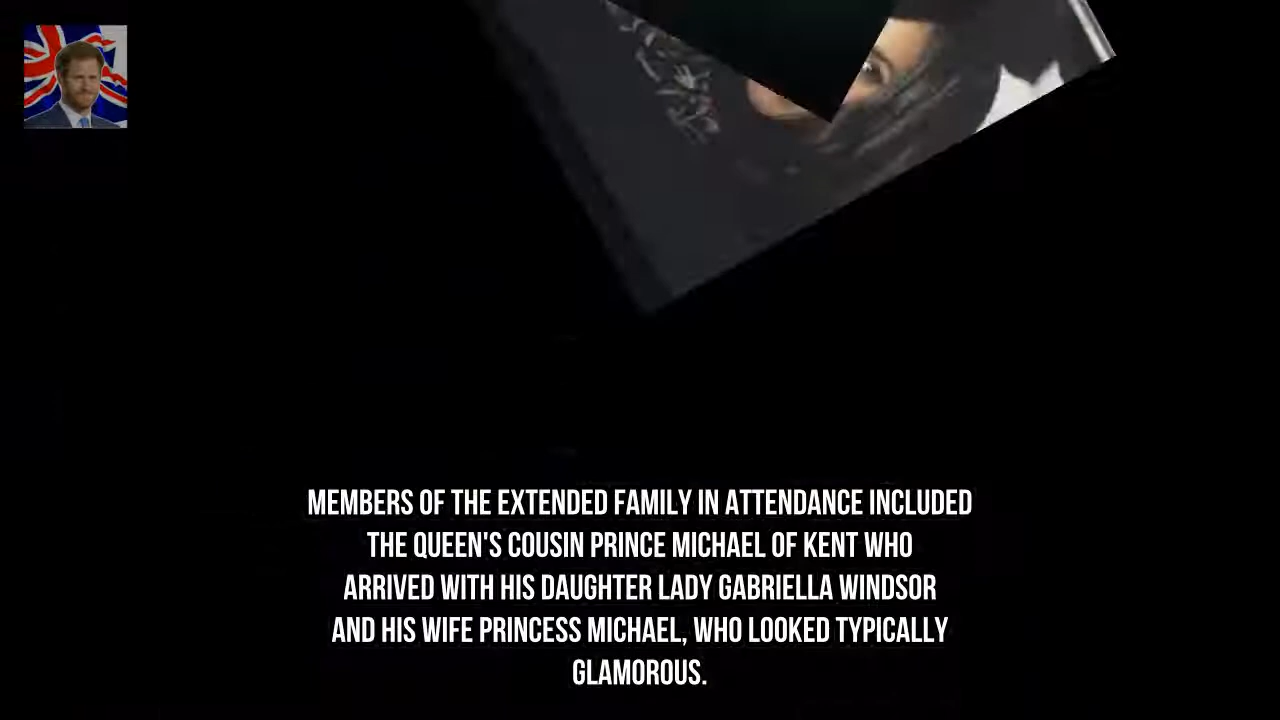 MEMBERS OF THE EXTENDED FAMILY IN ATTENDANCE INCLUDED
THE QUEEN'S COUSIN PRINCE MICHAEL OF KENT WHO
ARRIVED WITH HIS DAUGHTER LADY GABRIELLA WINDSOR
AND HIS WIFE PRINCESS MICHAEL, WHO LOOKED TYPICALLY
GLAMOROUS.